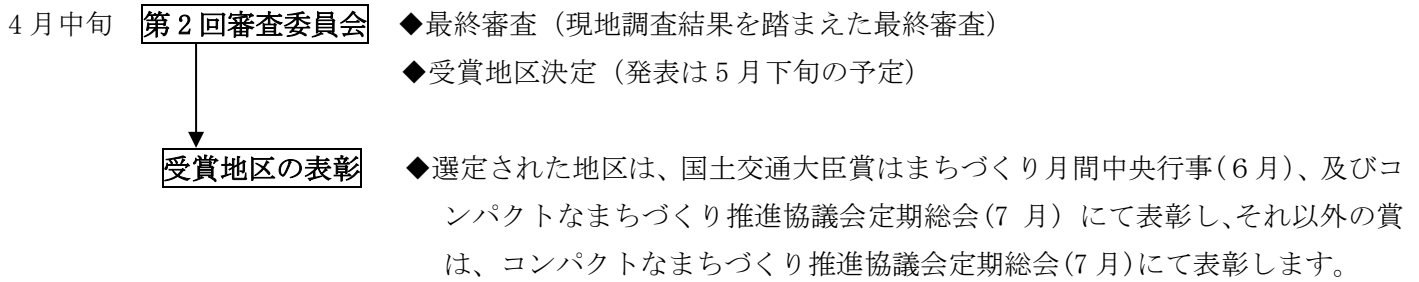 4月中旬 第2回審査委員会 ◆最終審査（現地調査結果を踏まえた最終審査）
◆受賞地区決定（発表は5月下旬の予定）
受賞地区の表彰 ◆選定された地区は、国土交通大臣賞はまちづくり月間中央行事(６月)、及びコ
ンパクトなまちづくり推進協議会定期総会(7 月）にて表彰し、それ以外の賞
は、コンパクトなまちづくり推進協議会定期総会(7月)にて表彰します。